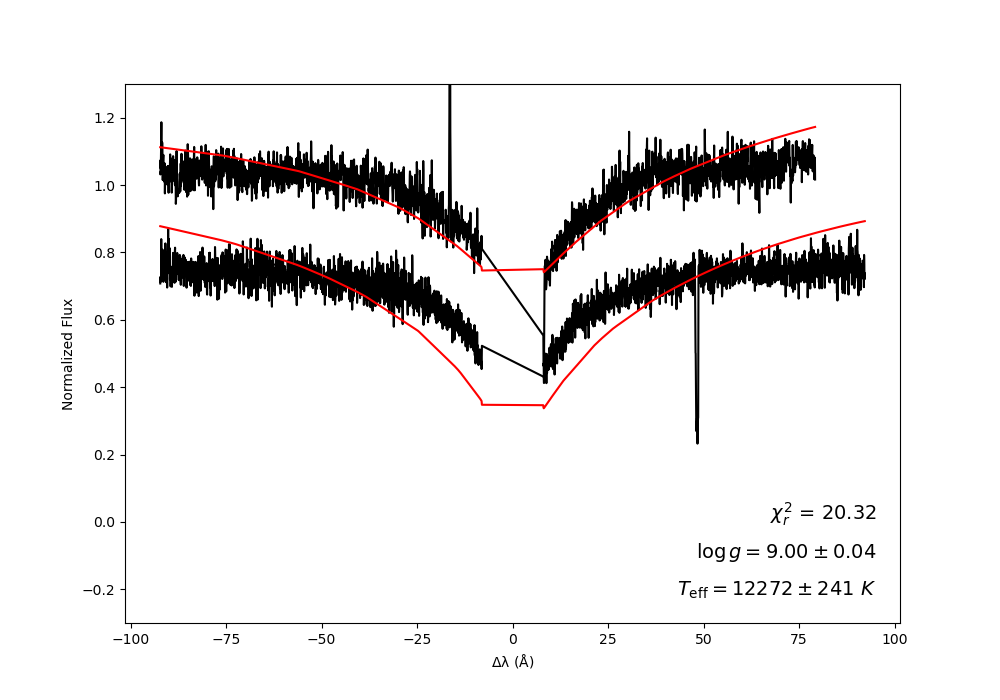 1.2
1.0
0.8
0.6
0.4
0.2
0.0
−0.2
Normalized Flux
χ²ᵣ = 20.32
log g = 9.00 ± 0.04
T_eff = 12272 ± 241 K
−100 −75 −50 −25 0 25 50 75 100
Δλ (Å)